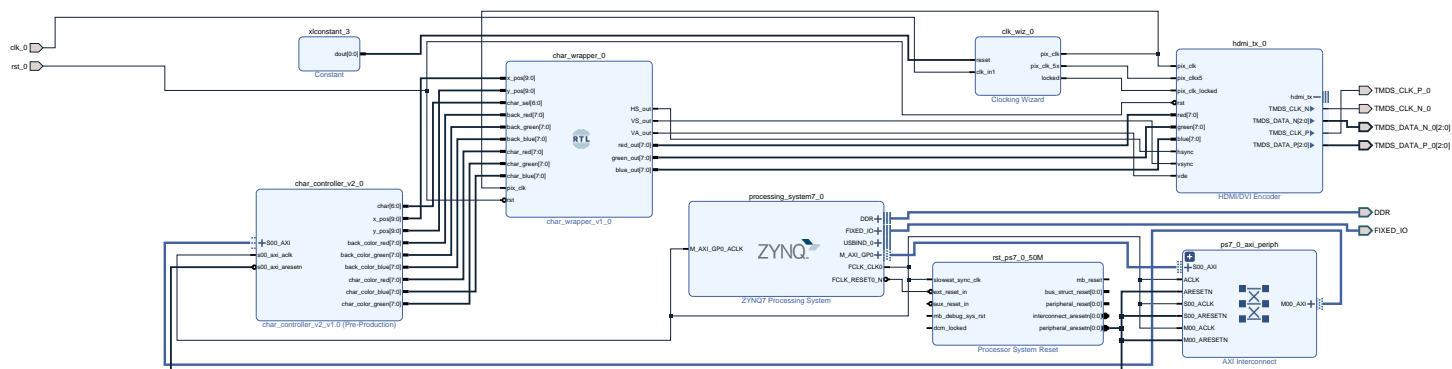 clk_0
rst_0
xlconstant_3
dout[0:0]
Constant
char_wrapper_0
x_pos[9:0]
y_pos[9:0]
char_sel[6:0]
back_red[7:0]
back_green[7:0]
back_blue[7:0]
char_red[7:0]
char_green[7:0]
char_blue[7:0]
pix_clk
rst
RTL
HS_out
VS_out
VA_out
red_out[7:0]
green_out[7:0]
blue_out[7:0]
char_wrapper_v1_0
clk_wiz_0
reset
clk_in1
pix_clk
pix_clk_5x
locked
Clocking Wizard
hdmi_tx_0
pix_clk
pix_clkx5
pix_clk_locked
rst
red[7:0]
green[7:0]
blue[7:0]
hsync
vsync
vde
hdmi_tx
TMDS_CLK_N
TMDS_DATA_N[2:0]
TMDS_CLK_P
TMDS_DATA_P[2:0]
HDMI/DVI Encoder
TMDS_CLK_P_0
TMDS_CLK_N_0
TMDS_DATA_N_0[2:0]
TMDS_DATA_P_0[2:0]
char_controller_v2_0
S00_AXI
s00_axi_aclk
s00_axi_aresetn
char[6:0]
x_pos[9:0]
y_pos[9:0]
back_color_red[7:0]
back_color_green[7:0]
back_color_blue[7:0]
char_color_red[7:0]
char_color_blue[7:0]
char_color_green[7:0]
char_controller_v2_v1.0 (Pre-Production)
processing_system7_0
M_AXI_GP0_ACLK
ZYNQ
DDR
FIXED_IO
USBIND_0
M_AXI_GP0
FCLK_CLK0
FCLK_RESET0_N
ZYNQ7 Processing System
rst_ps7_0_50M
slowest_sync_clk
ext_reset_in
aux_reset_in
mb_debug_sys_rst
dcm_locked
mb_reset
bus_struct_reset[0:0]
peripheral_reset[0:0]
interconnect_aresetn[0:0]
peripheral_aresetn[0:0]
Processor System Reset
ps7_0_axi_periph
S00_AXI
ACLK
ARESETN
S00_ACLK
S00_ARESETN
M00_ACLK
M00_ARESETN
M00_AXI
AXI Interconnect
DDR
FIXED_IO